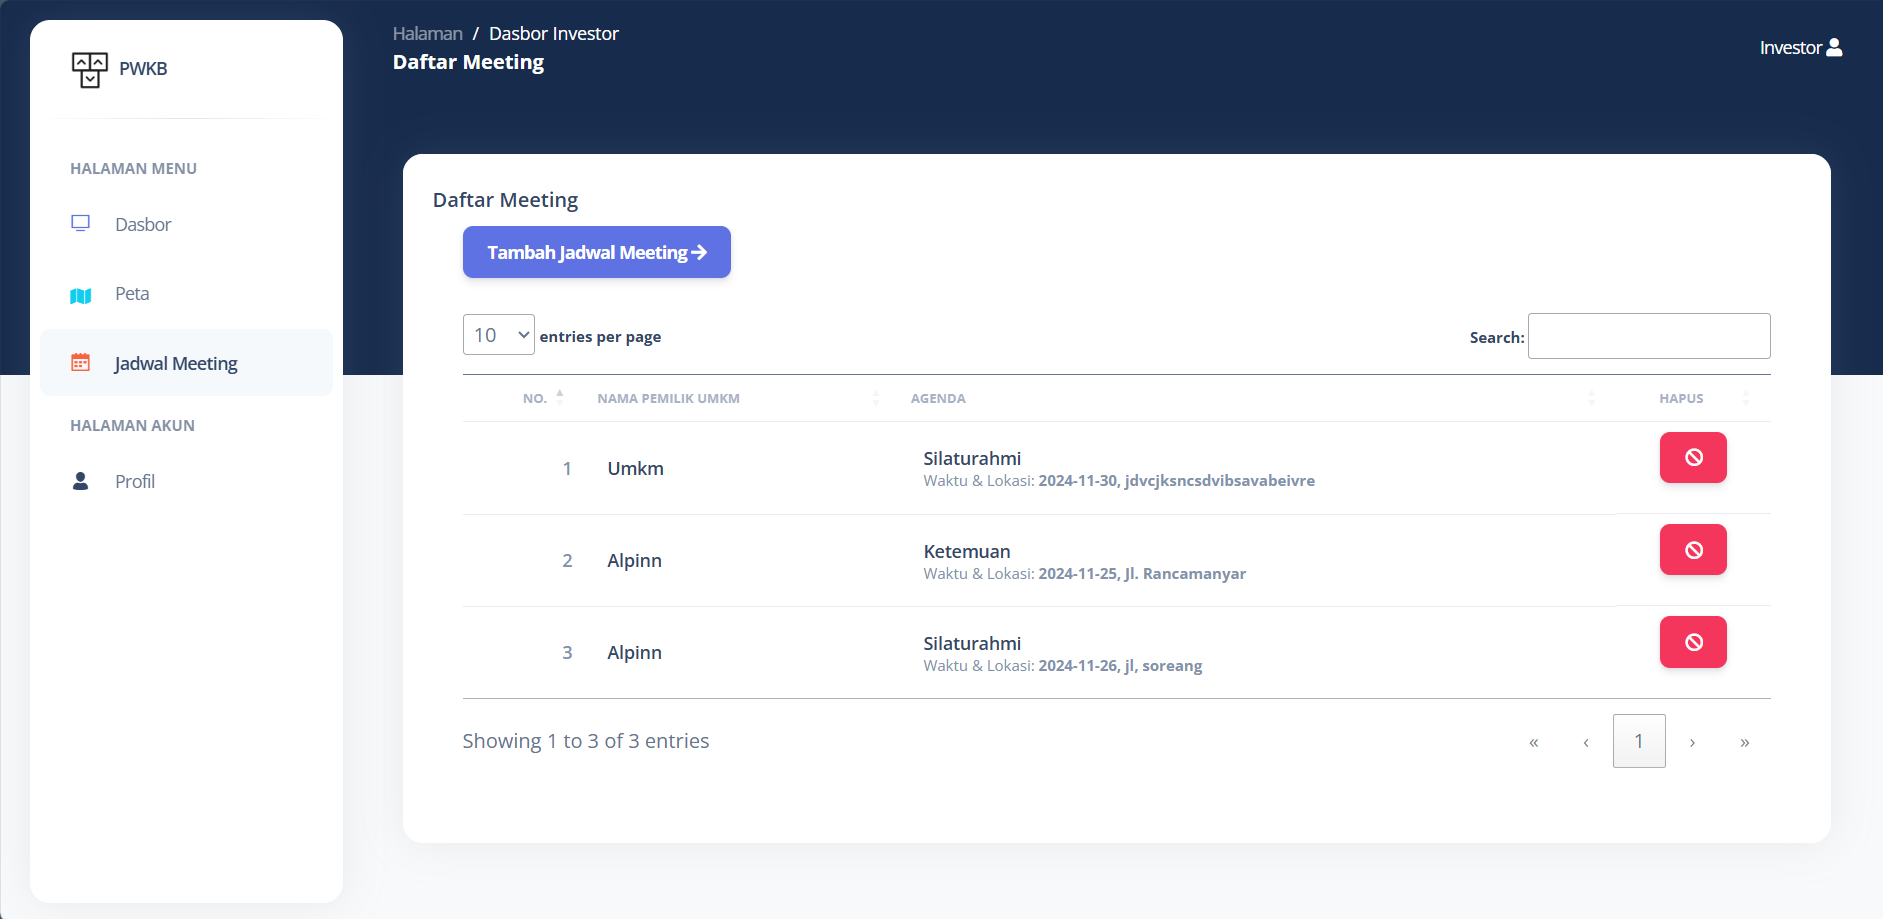 PWKB
HALAMAN MENU
Dasbor
Peta
Jadwal Meeting
HALAMAN AKUN
Profil
Halaman / Dasbor Investor
Daftar Meeting
Investor
Daftar Meeting
Tambah Jadwal Meeting
10 entries per page
Search:
NO. NAMA PEMILIK UMKM AGENDA HAPUS
1 Umkm Silaturahmi
Waktu & Lokasi: 2024-11-30, jdvcjksncsdvibsavabeivre
2 Alpinn Ketemuan
Waktu & Lokasi: 2024-11-25, Jl. Rancamanyar
3 Alpinn Silaturahmi
Waktu & Lokasi: 2024-11-26, jl, soreang
Showing 1 to 3 of 3 entries
« ‹ 1 › »